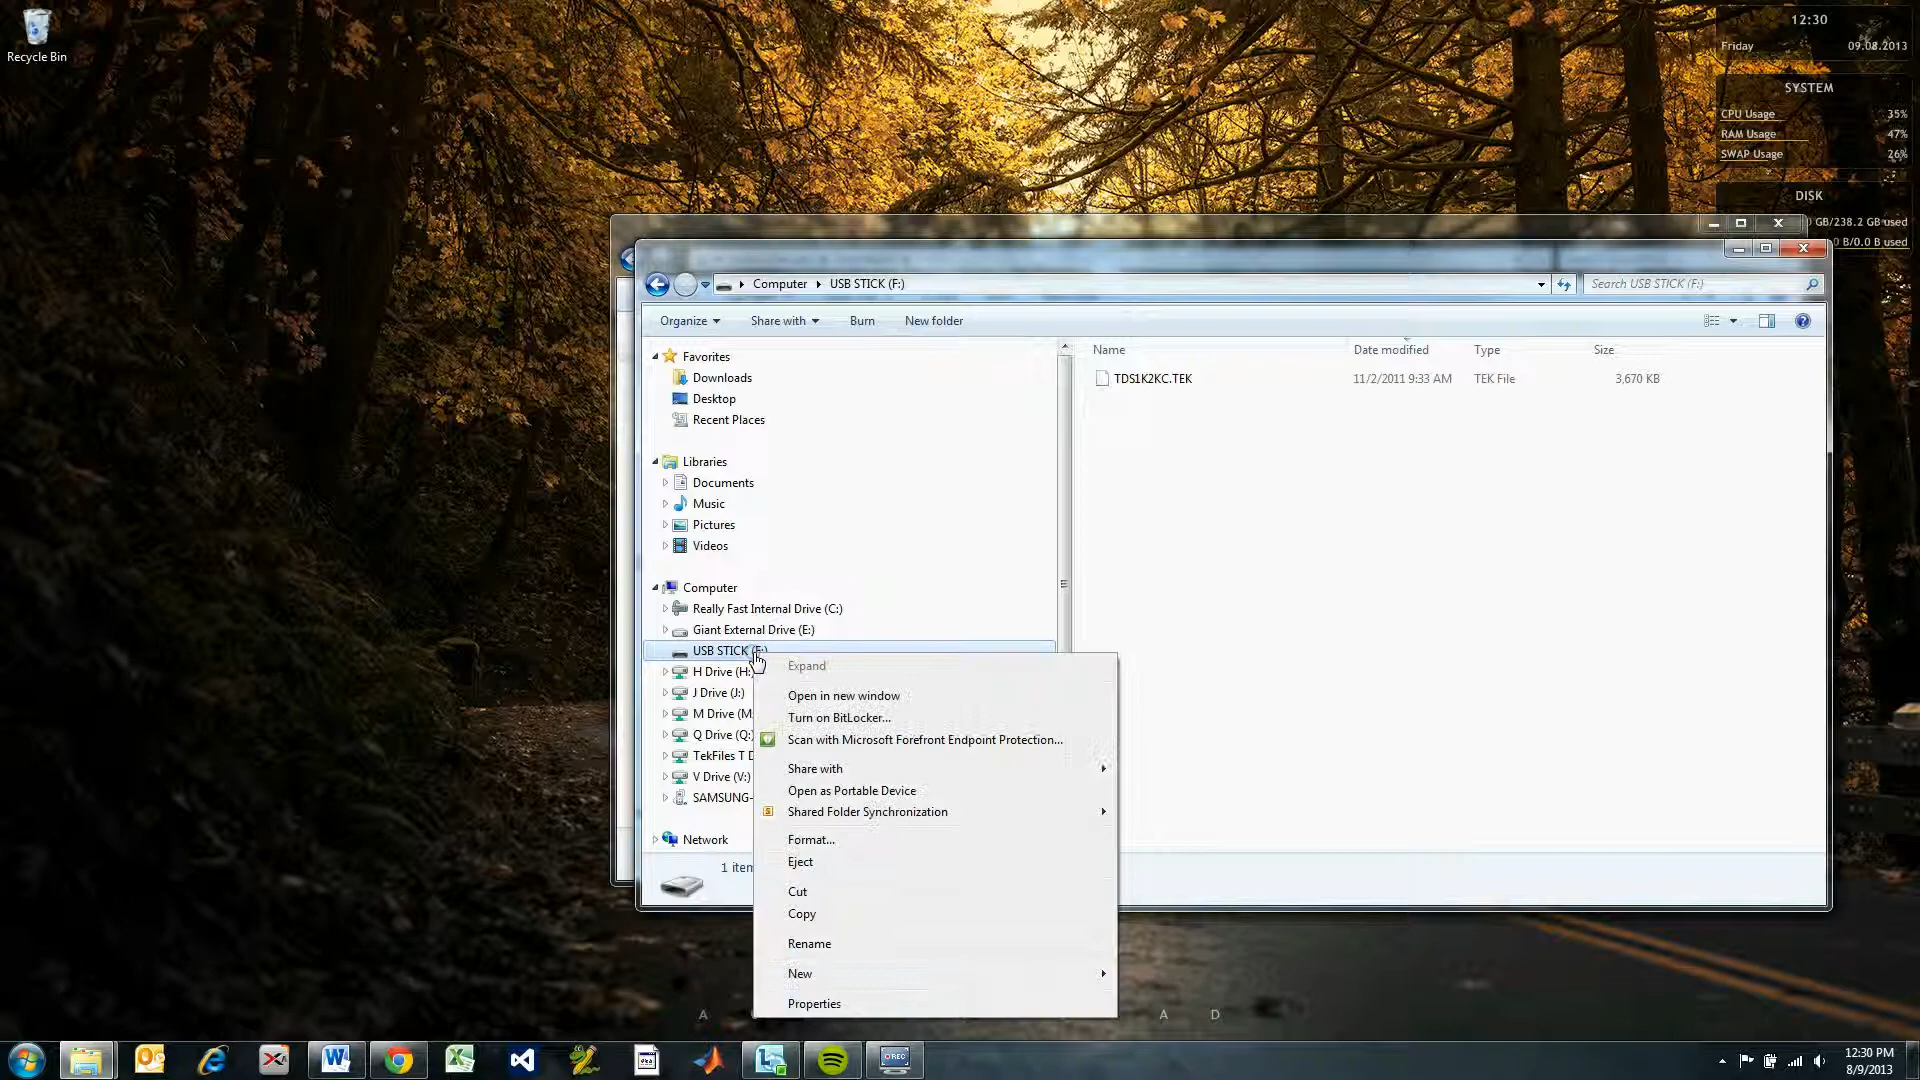 Recycle Bin
12:30
Friday 09.08.2013
SYSTEM
CPU Usage 35%
RAM Usage 47%
SWAP Usage 26%
DISK
GB/238.2 GB used
0 B/0.0 B used
Computer USB STICK (F:)
Search USB STICK (F:)
Organize Share with Burn New folder
Favorites
Downloads
Desktop
Recent Places
Libraries
Documents
Music
Pictures
Videos
Computer
Really Fast Internal Drive (C:)
Giant External Drive (E:)
USB STICK (F:)
H Drive (H:)
J Drive (J:)
M Drive (M:
Q Drive (Q:)
TekFiles T D
V Drive (V:)
SAMSUNG-
Network
1 item
Name Date modified Type Size
TDS1K2KC.TEK 11/2/2011 9:33 AM TEK File 3,670 KB
Expand
Open in new window
Turn on BitLocker...
Scan with Microsoft Forefront Endpoint Protection...
Share with
Open as Portable Device
Shared Folder Synchronization
Format...
Eject
Cut
Copy
Rename
New
Properties
A A D
REC
12:30 PM
8/9/2013